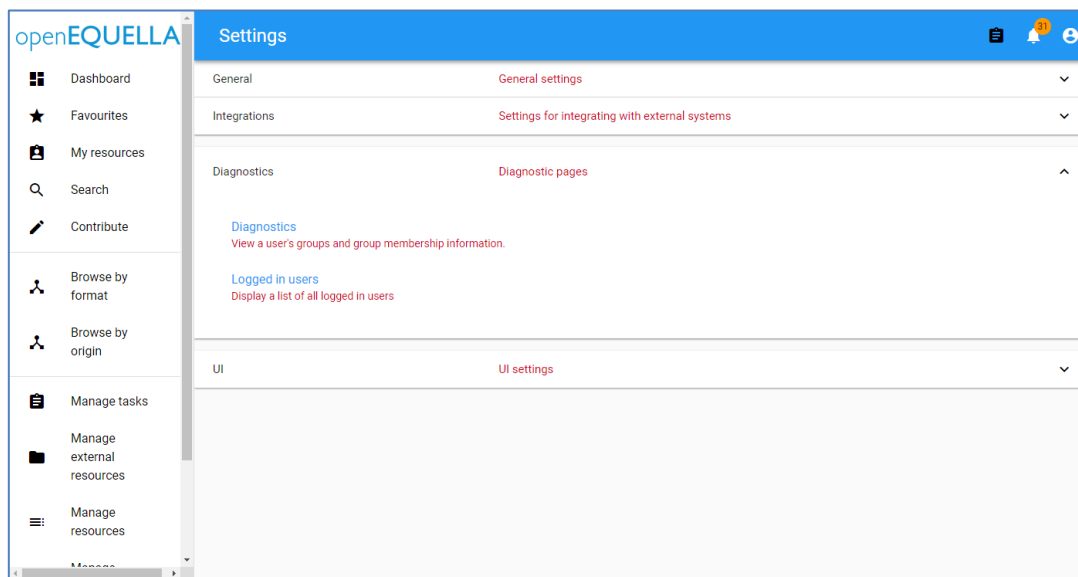 openEQUELLA
Settings
31
Dashboard
Favourites
My resources
Search
Contribute
Browse by
format
Browse by
origin
Manage tasks
Manage
external
resources
Manage
resources
General General settings
Integrations Settings for integrating with external systems
Diagnostics Diagnostic pages
Diagnostics
View a user's groups and group membership information.
Logged in users
Display a list of all logged in users
UI UI settings